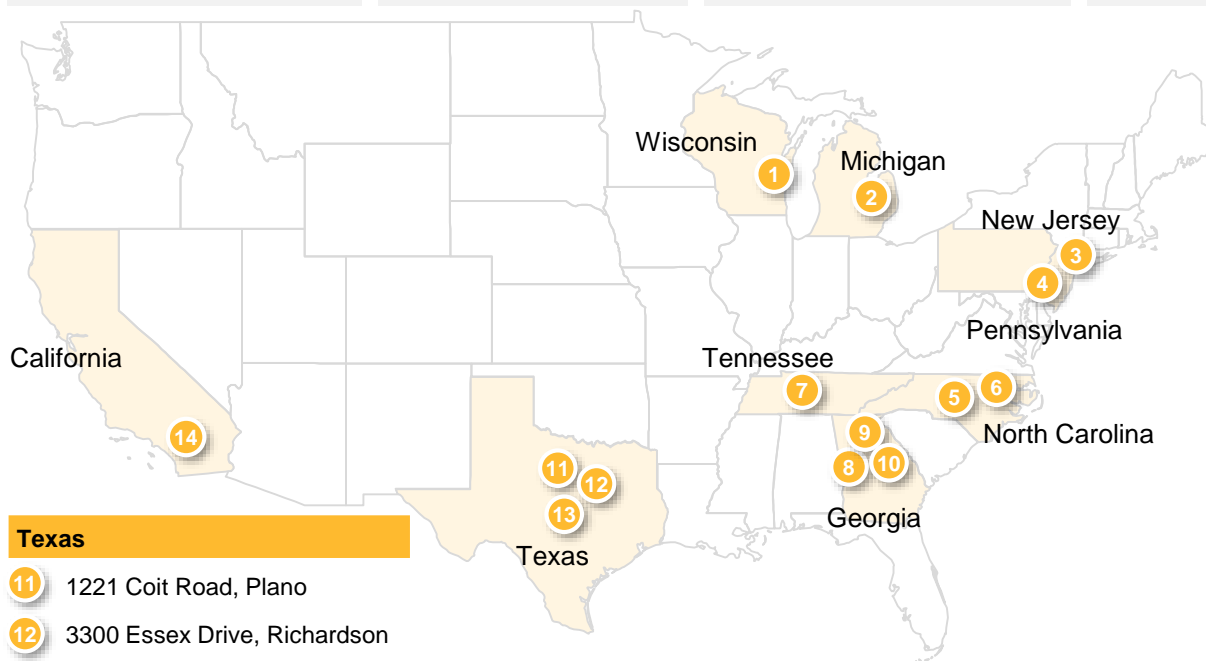 Wisconsin
1
Michigan
2
New Jersey
3
4
Pennsylvania
California
Tennessee
7
5
6
North Carolina
14
9
8
10
Georgia
11
12
13
Texas
Texas
11 1221 Coit Road, Plano
12 3300 Essex Drive, Richardson